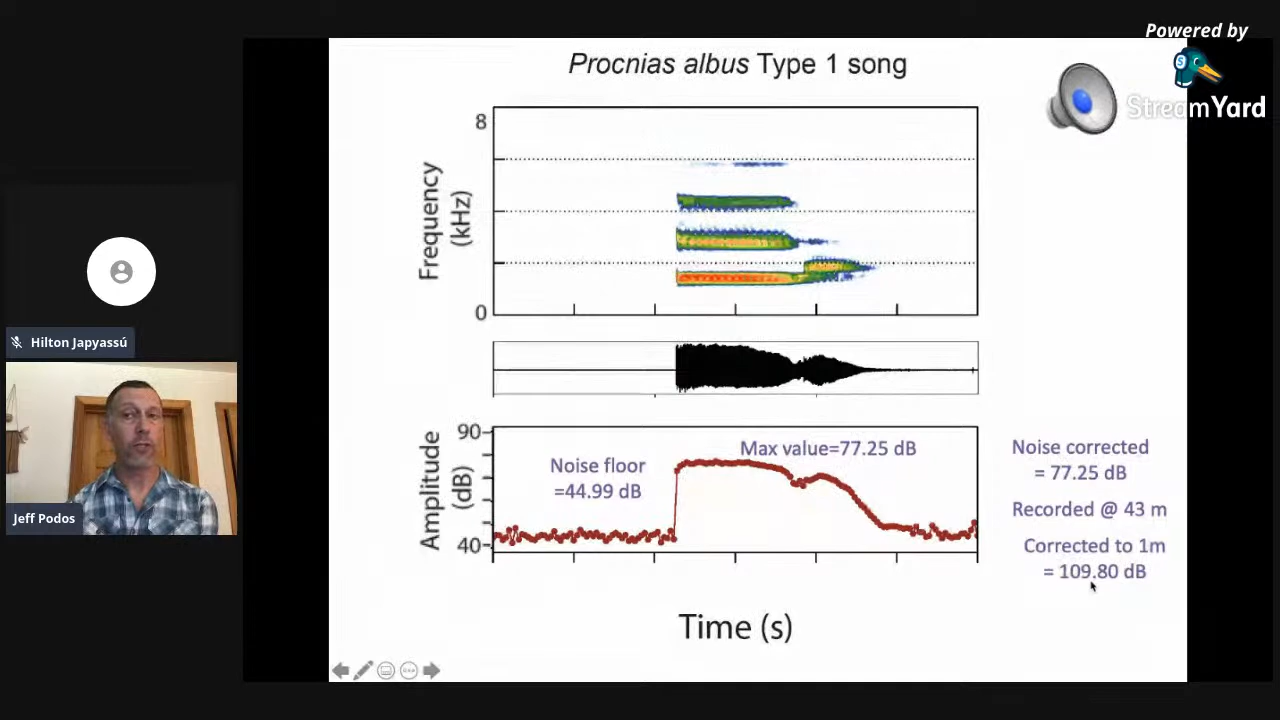 Powered by
StreamYard
Procnias albus Type 1 song
8
Frequency
(kHz)
0
Hilton Japyassú
Jeff Podos
90
Amplitude
(dB)
40
Noise floor
=44.99 dB
Max value=77.25 dB
Noise corrected
= 77.25 dB
Recorded @ 43 m
Corrected to 1m
= 109.80 dB
Time (s)